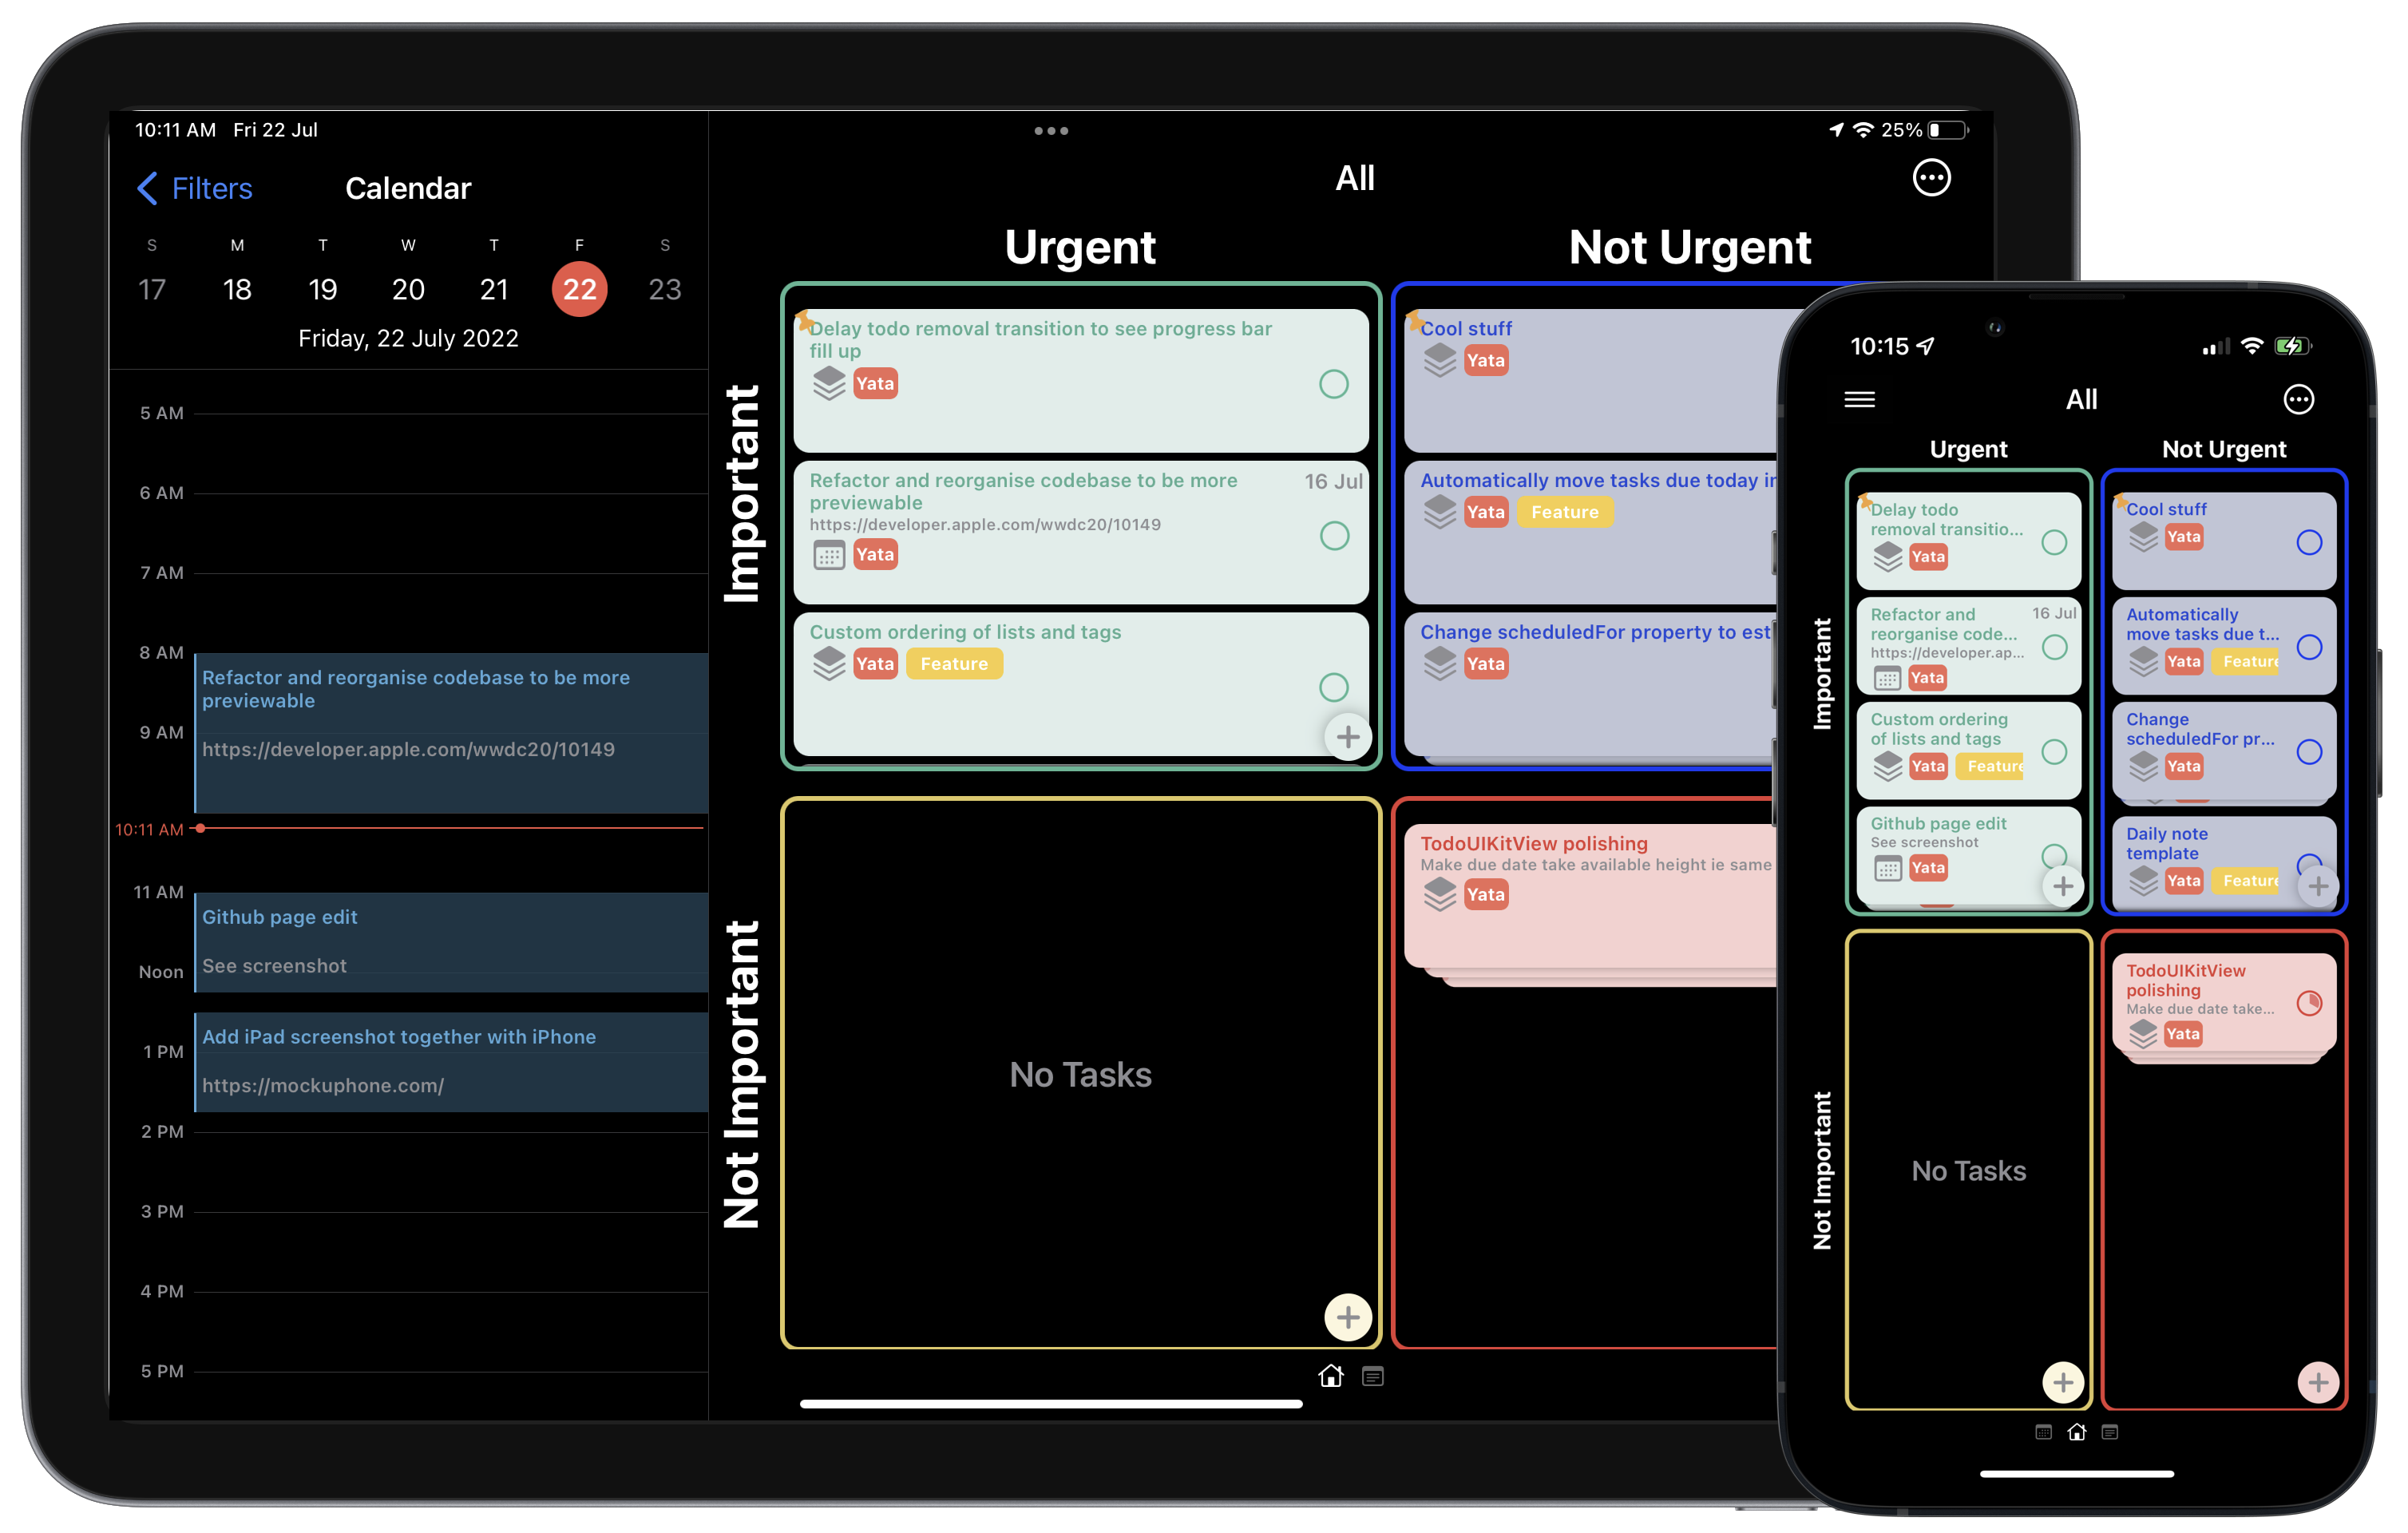 10:11 AM Fri 22 Jul
25%
Filters
Calendar
S M T W T F S
17 18 19 20 21 22 23
Friday, 22 July 2022
5 AM
6 AM
7 AM
8 AM
Refactor and reorganise codebase to be more
previewable
9 AM
https://developer.apple.com/wwdc20/10149
10:11 AM
11 AM
Github page edit
See screenshot
Noon
Add iPad screenshot together with iPhone
1 PM
https://mockuphone.com/
2 PM
3 PM
4 PM
5 PM
All
Urgent
Not Urgent
Important
Delay todo removal transition to see progress bar
fill up
Yata
Refactor and reorganise codebase to be more
previewable
16 Jul
https://developer.apple.com/wwdc20/10149
Yata
Custom ordering of lists and tags
Yata Feature
Cool stuff
Yata
Automatically move tasks due today in
Yata Feature
Change scheduledFor property to est
Yata
Not Important
No Tasks
TodoUIKitView polishing
Make due date take available height ie same
Yata
10:15
All
Urgent
Not Urgent
Important
Delay todo
removal transitio...
Yata
Refactor and
reorganise code...
16 Jul
https://developer.ap...
Yata
Custom ordering
of lists and tags
Yata Feature
Github page edit
See screenshot
Yata
Cool stuff
Yata
Automatically
move tasks due t...
Yata Feature
Change
scheduledFor pr...
Yata
Daily note
template
Yata Feature
Not Important
No Tasks
TodoUIKitView
polishing
Make due date take...
Yata